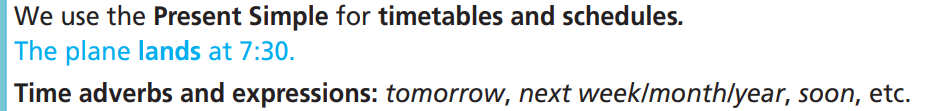 We use the Present Simple for timetables and schedules.
The plane lands at 7:30.
Time adverbs and expressions: tomorrow, next week/month/year, soon, etc.